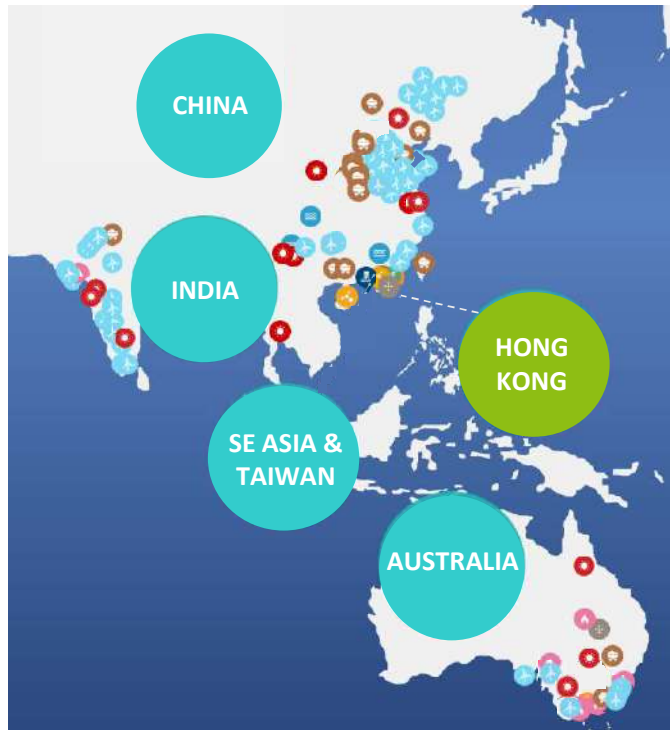 CHINA
INDIA
HONG
KONG
SE ASIA &
TAIWAN
AUSTRALIA